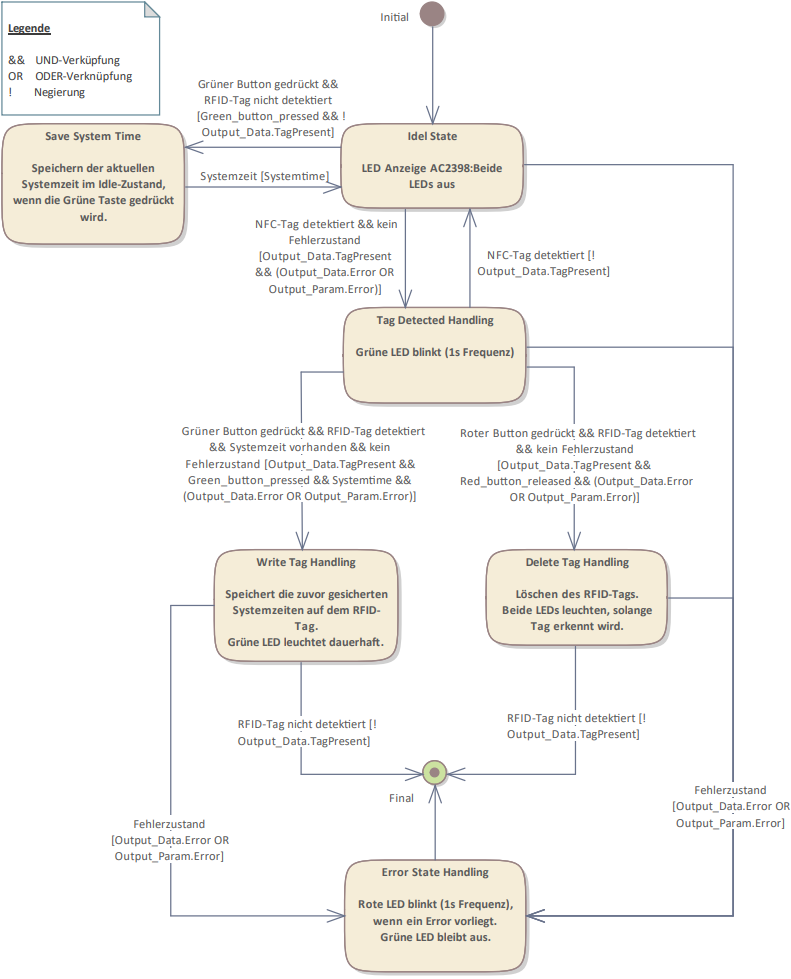 Initial
Legende
&& UND-Verküpfung
OR ODER-Verknüpfung
! Negierung
Grüner Button gedrückt &&
RFID-Tag nicht detektiert
[Green_button_pressed && !
Output_Data.TagPresent]
Save System Time
Speichern der aktuellen
Systemzeit im Idle-Zustand,
wenn die Grüne Taste gedrückt
wird.
Idel State
LED Anzeige AC2398:Beide
LEDs aus
Systemzeit [Systemtime]
NFC-Tag detektiert && kein
Fehlerzustand
[Output_Data.TagPresent
&& (Output_Data.Error OR
Output_Param.Error)]
NFC-Tag detektiert [!
Output_Data.TagPresent]
Tag Detected Handling
Grüne LED blinkt (1s Frequenz)
Grüner Button gedrückt && RFID-Tag detektiert
&& Systemzeit vorhanden && kein
Fehlerzustand [Output_Data.TagPresent &&
Green_button_pressed && Systemtime &&
(Output_Data.Error OR Output_Param.Error)]
Roter Button gedrückt && RFID-Tag detektiert
&& kein Fehlerzustand
[Output_Data.TagPresent &&
Red_button_released && (Output_Data.Error
OR Output_Param.Error)]
Write Tag Handling
Speichert die zuvor gesicherten
Systemzeiten auf dem RFID-
Tag.
Grüne LED leuchtet dauerhaft.
Delete Tag Handling
Löschen des RFID-Tags.
Beide LEDs leuchten, solange
Tag erkennt wird.
RFID-Tag nicht detektiert [!
Output_Data.TagPresent]
RFID-Tag nicht detektiert [!
Output_Data.TagPresent]
Final
Fehlerzustand
[Output_Data.Error OR
Output_Param.Error]
Fehlerzustand
[Output_Data.Error OR
Output_Param.Error]
Error State Handling
Rote LED blinkt (1s Frequenz),
wenn ein Error vorliegt.
Grüne LED bleibt aus.